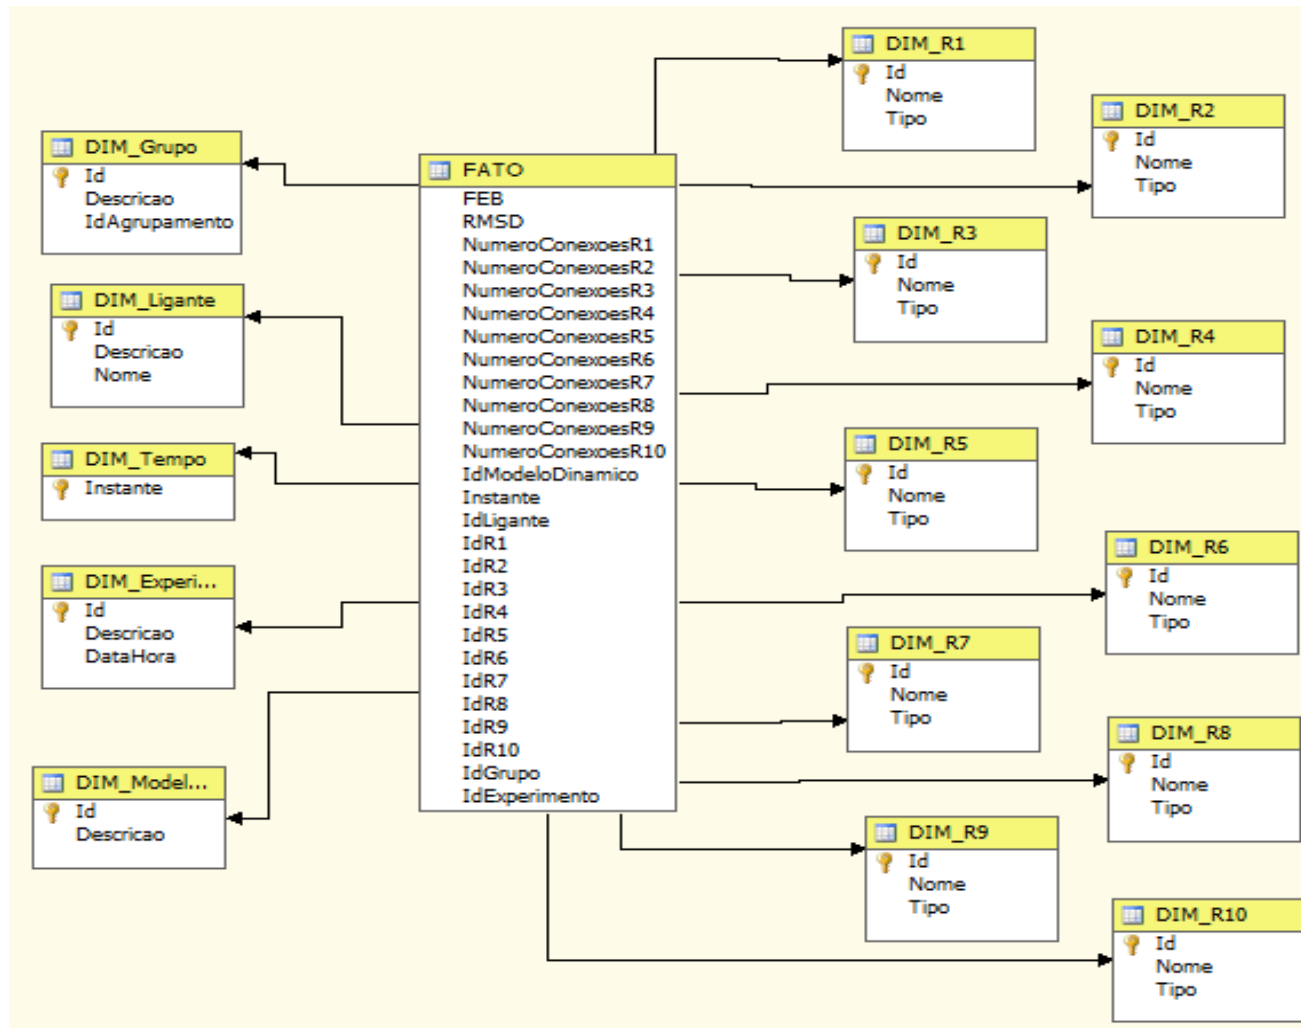 DIM_Grupo
Id
Descricao
IdAgrupamento
DIM_Ligante
Id
Descricao
Nome
DIM_Tempo
Instante
DIM_Experi...
Id
Descricao
DataHora
DIM_Model...
Id
Descricao
FATO
FEB
RMSD
NumeroConexoesR1
NumeroConexoesR2
NumeroConexoesR3
NumeroConexoesR4
NumeroConexoesR5
NumeroConexoesR6
NumeroConexoesR7
NumeroConexoesR8
NumeroConexoesR9
NumeroConexoesR10
IdModeloDinamico
Instante
IdLigante
IdR1
IdR2
IdR3
IdR4
IdR5
IdR6
IdR7
IdR8
IdR9
IdR10
IdGrupo
IdExperimento
DIM_R1
Id
Nome
Tipo
DIM_R2
Id
Nome
Tipo
DIM_R3
Id
Nome
Tipo
DIM_R4
Id
Nome
Tipo
DIM_R5
Id
Nome
Tipo
DIM_R6
Id
Nome
Tipo
DIM_R7
Id
Nome
Tipo
DIM_R8
Id
Nome
Tipo
DIM_R9
Id
Nome
Tipo
DIM_R10
Id
Nome
Tipo